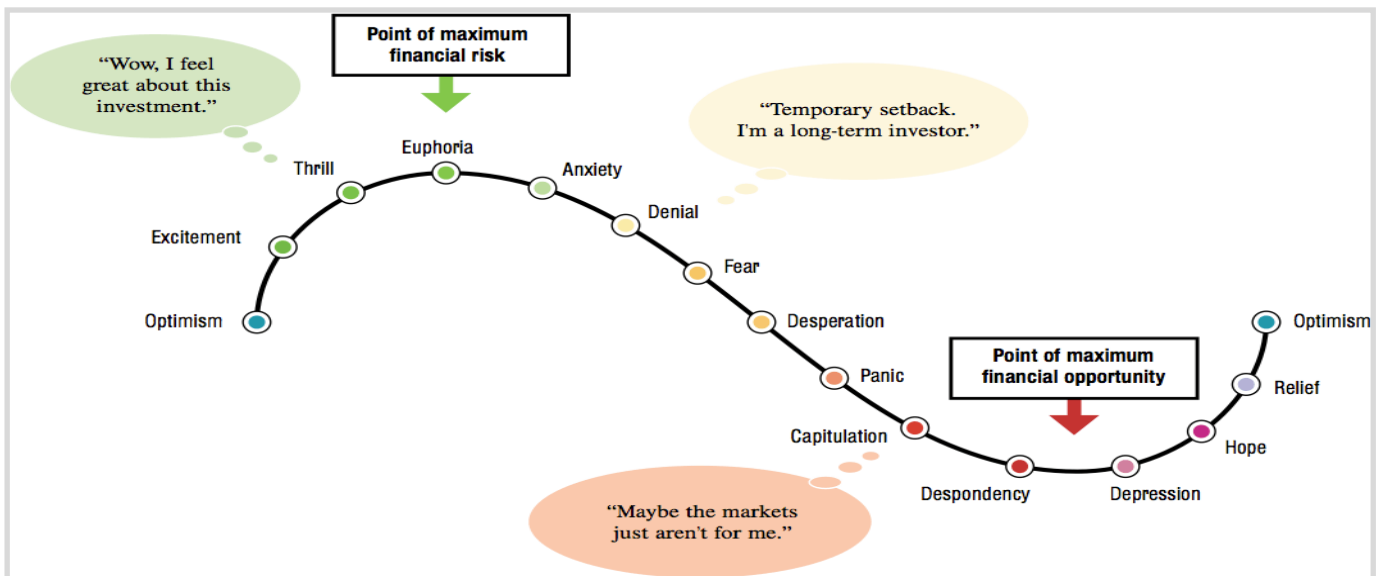 Point of maximum
financial risk
“Wow, I feel
great about this
investment.”
“Temporary setback.
I'm a long-term investor.”
Euphoria
Thrill
Anxiety
Denial
Excitement
Fear
Optimism
Desperation
Optimism
Point of maximum
financial opportunity
Panic
Relief
Capitulation
Hope
Despondency
Depression
“Maybe the markets
just aren't for me.”